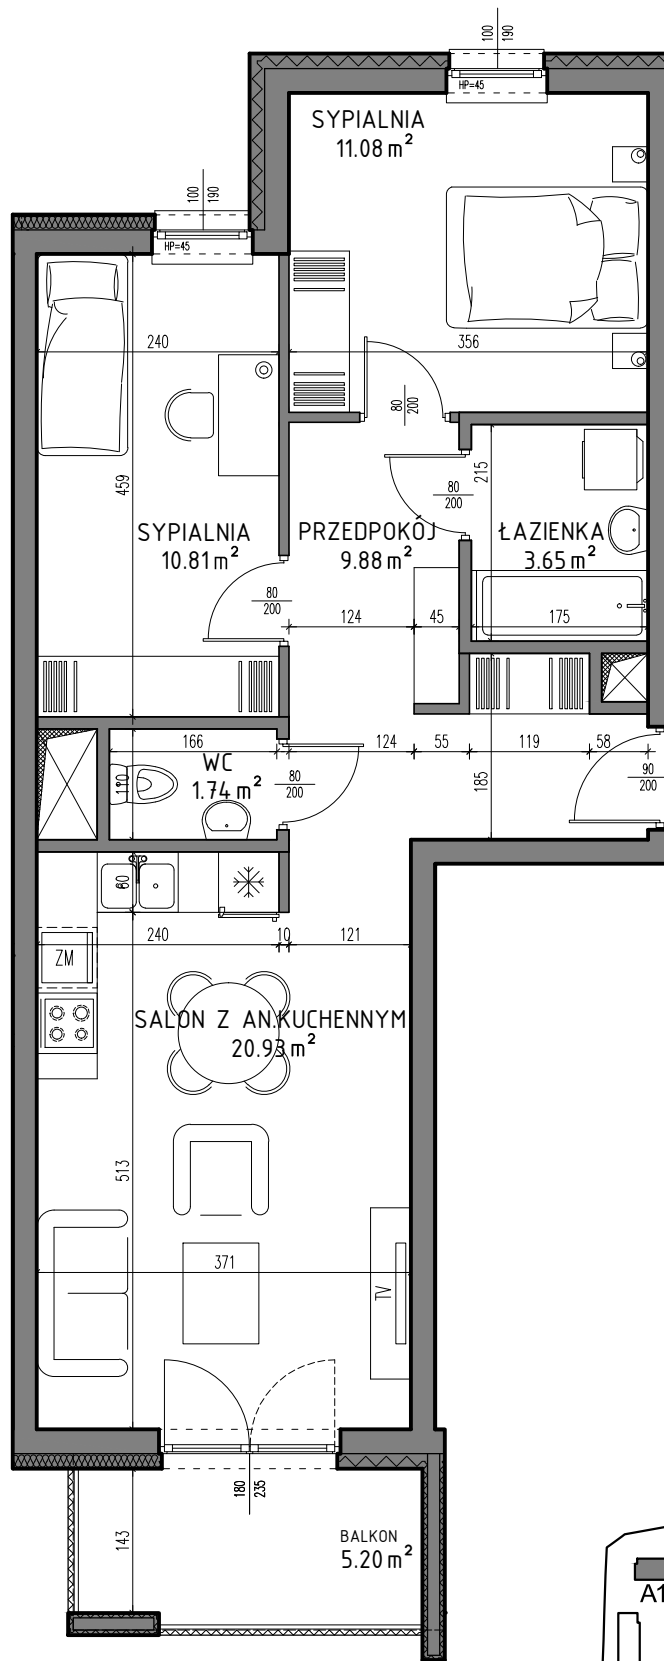 100
190
HP=45
SYPIALNIA
11.08 m²
100
190
HP=45
240
356
80
200
459
215
80
200
SYPIALNIA
10.81 m²
PRZEDPOKÓJ
9.88 m²
ŁAZIENKA
3.65 m²
80
200
124
45
175
166
WC
1.74 m²
110
80
200
124
55
119
58
185
90
200
60
240
10
121
ZM
SALON Z AN.KUCHENNYM
20.93 m²
513
371
TV
180
235
143
BALKON
5.20 m²
A1